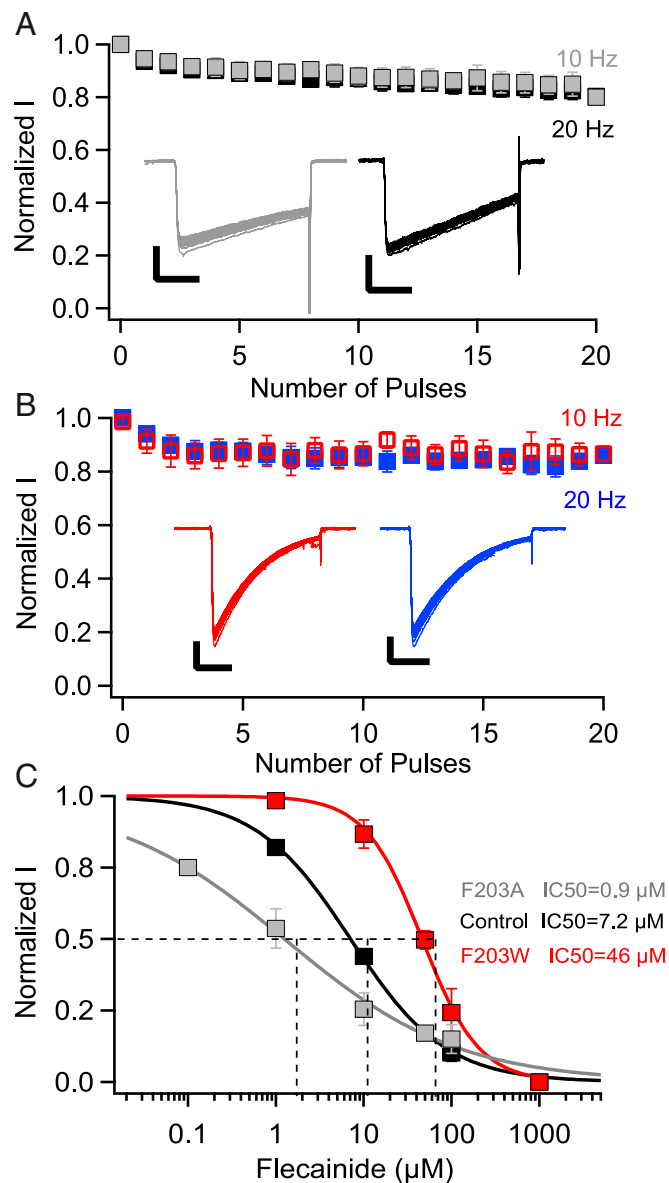 A
1.0
0.8
0.6
0.4
0.2
0.0
Normalized I
10 Hz
20 Hz
0 5 10 15 20
Number of Pulses
B
1.0
0.8
0.6
0.4
0.2
0.0
Normalized I
10 Hz
20 Hz
0 5 10 15 20
Number of Pulses
C
1.0
0.8
0.5
0.2
0.0
Normalized I
F203A IC50=0.9 µM
Control IC50=7.2 µM
F203W IC50=46 µM
0.1 1 10 100 1000
Flecainide (µM)